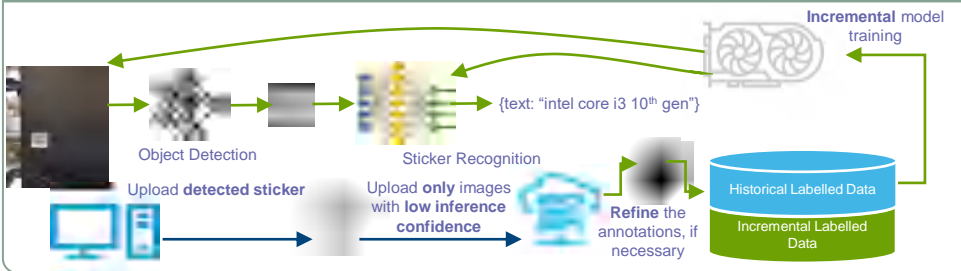 Incremental model
training
{text: “intel core i3 10th gen”}
Object Detection
Sticker Recognition
Upload detected sticker
Upload only images
with low inference
confidence
Refine the
annotations, if
necessary
Historical Labelled Data
Incremental Labelled
Data